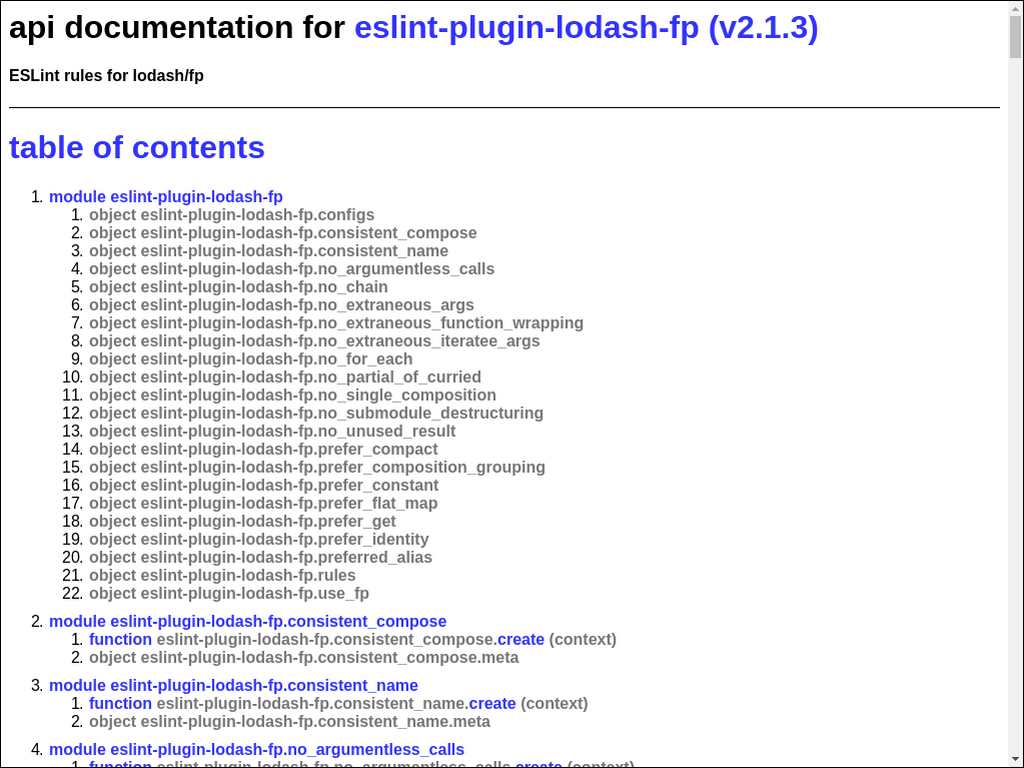 api documentation for eslint-plugin-lodash-fp (v2.1.3)
ESLint rules for lodash/fp
table of contents
1. module eslint-plugin-lodash-fp
1. object eslint-plugin-lodash-fp.configs
2. object eslint-plugin-lodash-fp.consistent_compose
3. object eslint-plugin-lodash-fp.consistent_name
4. object eslint-plugin-lodash-fp.no_argumentless_calls
5. object eslint-plugin-lodash-fp.no_chain
6. object eslint-plugin-lodash-fp.no_extraneous_args
7. object eslint-plugin-lodash-fp.no_extraneous_function_wrapping
8. object eslint-plugin-lodash-fp.no_extraneous_iteratee_args
9. object eslint-plugin-lodash-fp.no_for_each
10. object eslint-plugin-lodash-fp.no_partial_of_curried
11. object eslint-plugin-lodash-fp.no_single_composition
12. object eslint-plugin-lodash-fp.no_submodule_destructuring
13. object eslint-plugin-lodash-fp.no_unused_result
14. object eslint-plugin-lodash-fp.prefer_compact
15. object eslint-plugin-lodash-fp.prefer_composition_grouping
16. object eslint-plugin-lodash-fp.prefer_constant
17. object eslint-plugin-lodash-fp.prefer_flat_map
18. object eslint-plugin-lodash-fp.prefer_get
19. object eslint-plugin-lodash-fp.prefer_identity
20. object eslint-plugin-lodash-fp.preferred_alias
21. object eslint-plugin-lodash-fp.rules
22. object eslint-plugin-lodash-fp.use_fp
2. module eslint-plugin-lodash-fp.consistent_compose
1. function eslint-plugin-lodash-fp.consistent_compose.create (context)
2. object eslint-plugin-lodash-fp.consistent_compose.meta
3. module eslint-plugin-lodash-fp.consistent_name
1. function eslint-plugin-lodash-fp.consistent_name.create (context)
2. object eslint-plugin-lodash-fp.consistent_name.meta
4. module eslint-plugin-lodash-fp.no_argumentless_calls
1. function eslint-plugin-lodash-fp.no_argumentless_calls.create (context)